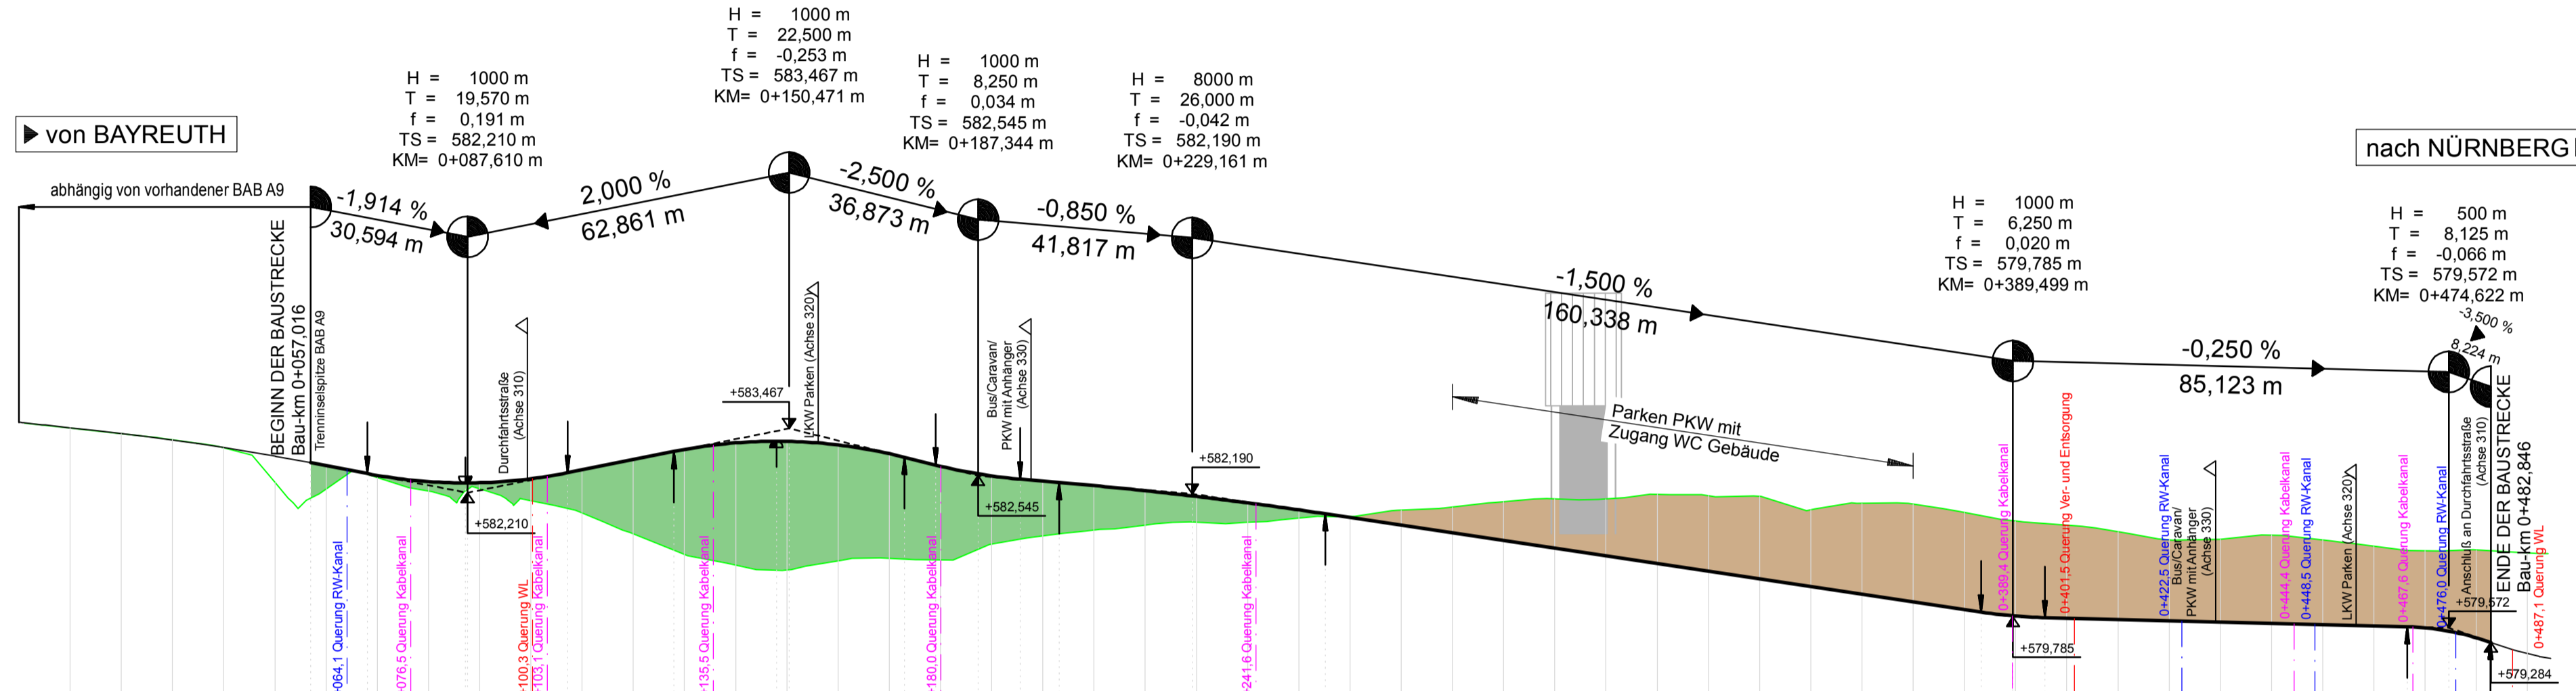 von BAYREUTH
abhängig von vorhandener BAB A9
BEGINN DER BAUSTRECKE
Bau-km 0+057,016
Trenninselspitze BAB A9
-1,914 %
30,594 m
H = 1000 m
T = 19,570 m
f = 0,191 m
TS = 582,210 m
KM= 0+087,610 m
2,000 %
62,861 m
H = 1000 m
T = 22,500 m
f = -0,253 m
TS = 583,467 m
KM= 0+150,471 m
-2,500 %
36,873 m
H = 1000 m
T = 8,250 m
f = 0,034 m
TS = 582,545 m
KM= 0+187,344 m
-0,850 %
41,817 m
H = 8000 m
T = 26,000 m
f = -0,042 m
TS = 582,190 m
KM= 0+229,161 m
-1,500 %
160,338 m
H = 1000 m
T = 6,250 m
f = 0,020 m
TS = 579,785 m
KM= 0+389,499 m
-0,250 %
85,123 m
nach NÜRNBERG
H = 500 m
T = 8,125 m
f = -0,066 m
TS = 579,572 m
KM= 0+474,622 m
-3,500 %
8,224 m
Durchfahrtsstraße
(Achse 310)
+583,467
LKW Parken (Achse 320)
Bus/Caravan/
PKW mit Anhänger
(Achse 330)
+582,190
+582,210
+582,545
Parken PKW mit
Zugang WC Gebäude
+064,1 Querung RW-Kanal
+076,5 Querung Kabelkanal
+100,3 Querung WL
+103,1 Querung Kabelkanal
+135,5 Querung Kabelkanal
+180,0 Querung Kabelkanal
+241,6 Querung Kabelkanal
0+389,4 Querung Kabelkanal
+579,785
0+401,5 Querung Ver- und Entsorgung
0+422,5 Querung RW-Kanal
Bus/Caravan/
PKW mit Anhänger
(Achse 330)
0+444,4 Querung Kabelkanal
0+448,5 Querung RW-Kanal
LKW Parken (Achse 320)
0+467,6 Querung Kabelkanal
0+476,0 Querung RW-Kanal
+579,572
Anschluß an Durchfahrtsstraße
(Achse 310)
ENDE DER BAUSTRECKE
Bau-km 0+482,846
0+487,1 Querung WL
+579,284